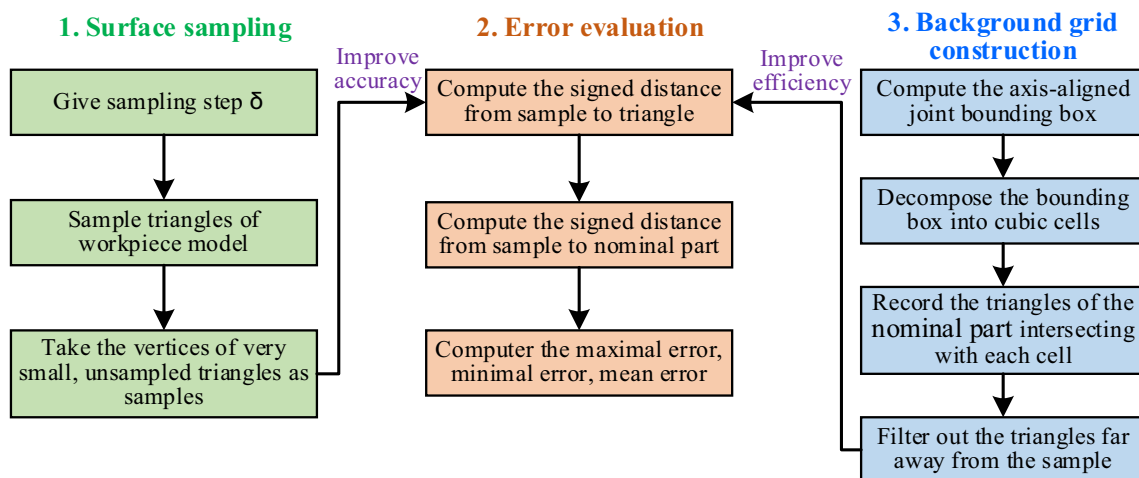 1. Surface sampling
Give sampling step δ
Sample triangles of
workpiece model
Take the vertices of very
small, unsampled triangles as
samples
Improve
accuracy
2. Error evaluation
Compute the signed distance
from sample to triangle
Compute the signed distance
from sample to nominal part
Computer the maximal error,
minimal error, mean error
Improve
efficiency
3. Background grid
construction
Compute the axis-aligned
joint bounding box
Decompose the bounding
box into cubic cells
Record the triangles of the
nominal part intersecting
with each cell
Filter out the triangles far
away from the sample